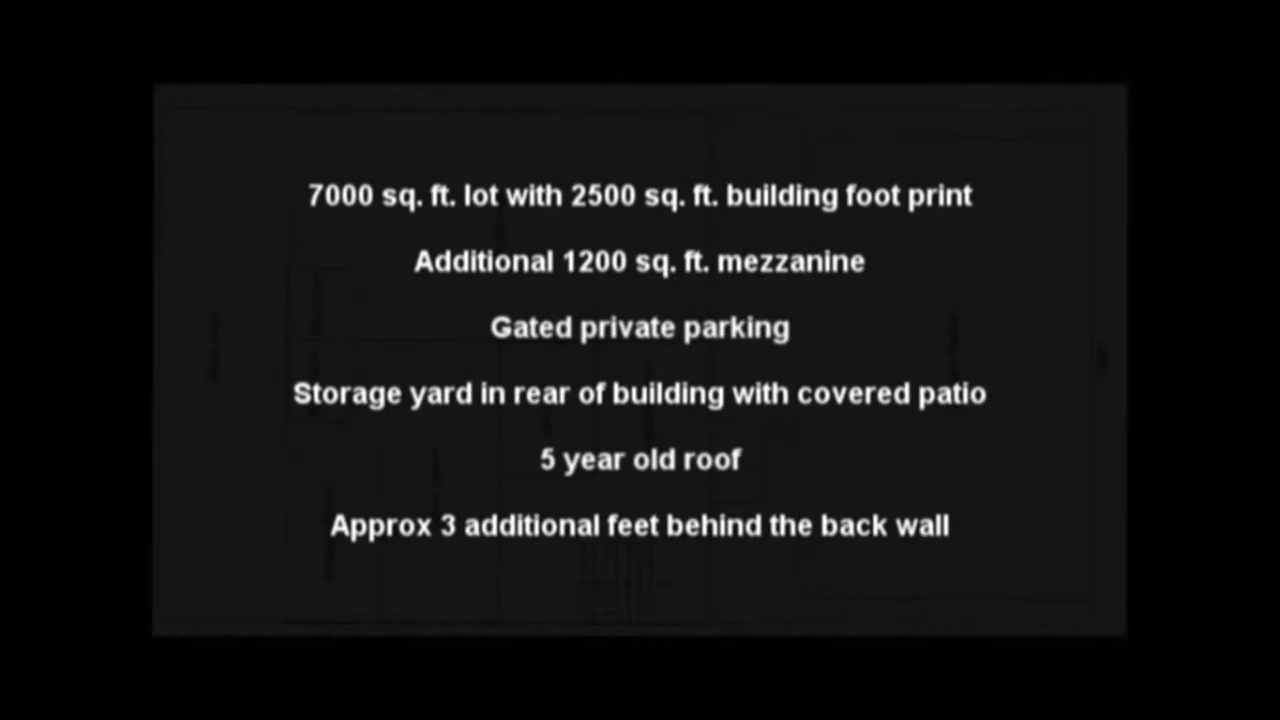 7000 sq. ft. lot with 2500 sq. ft. building foot print
Additional 1200 sq. ft. mezzanine
Gated private parking
Storage yard in rear of building with covered patio
5 year old roof
Approx 3 additional feet behind the back wall